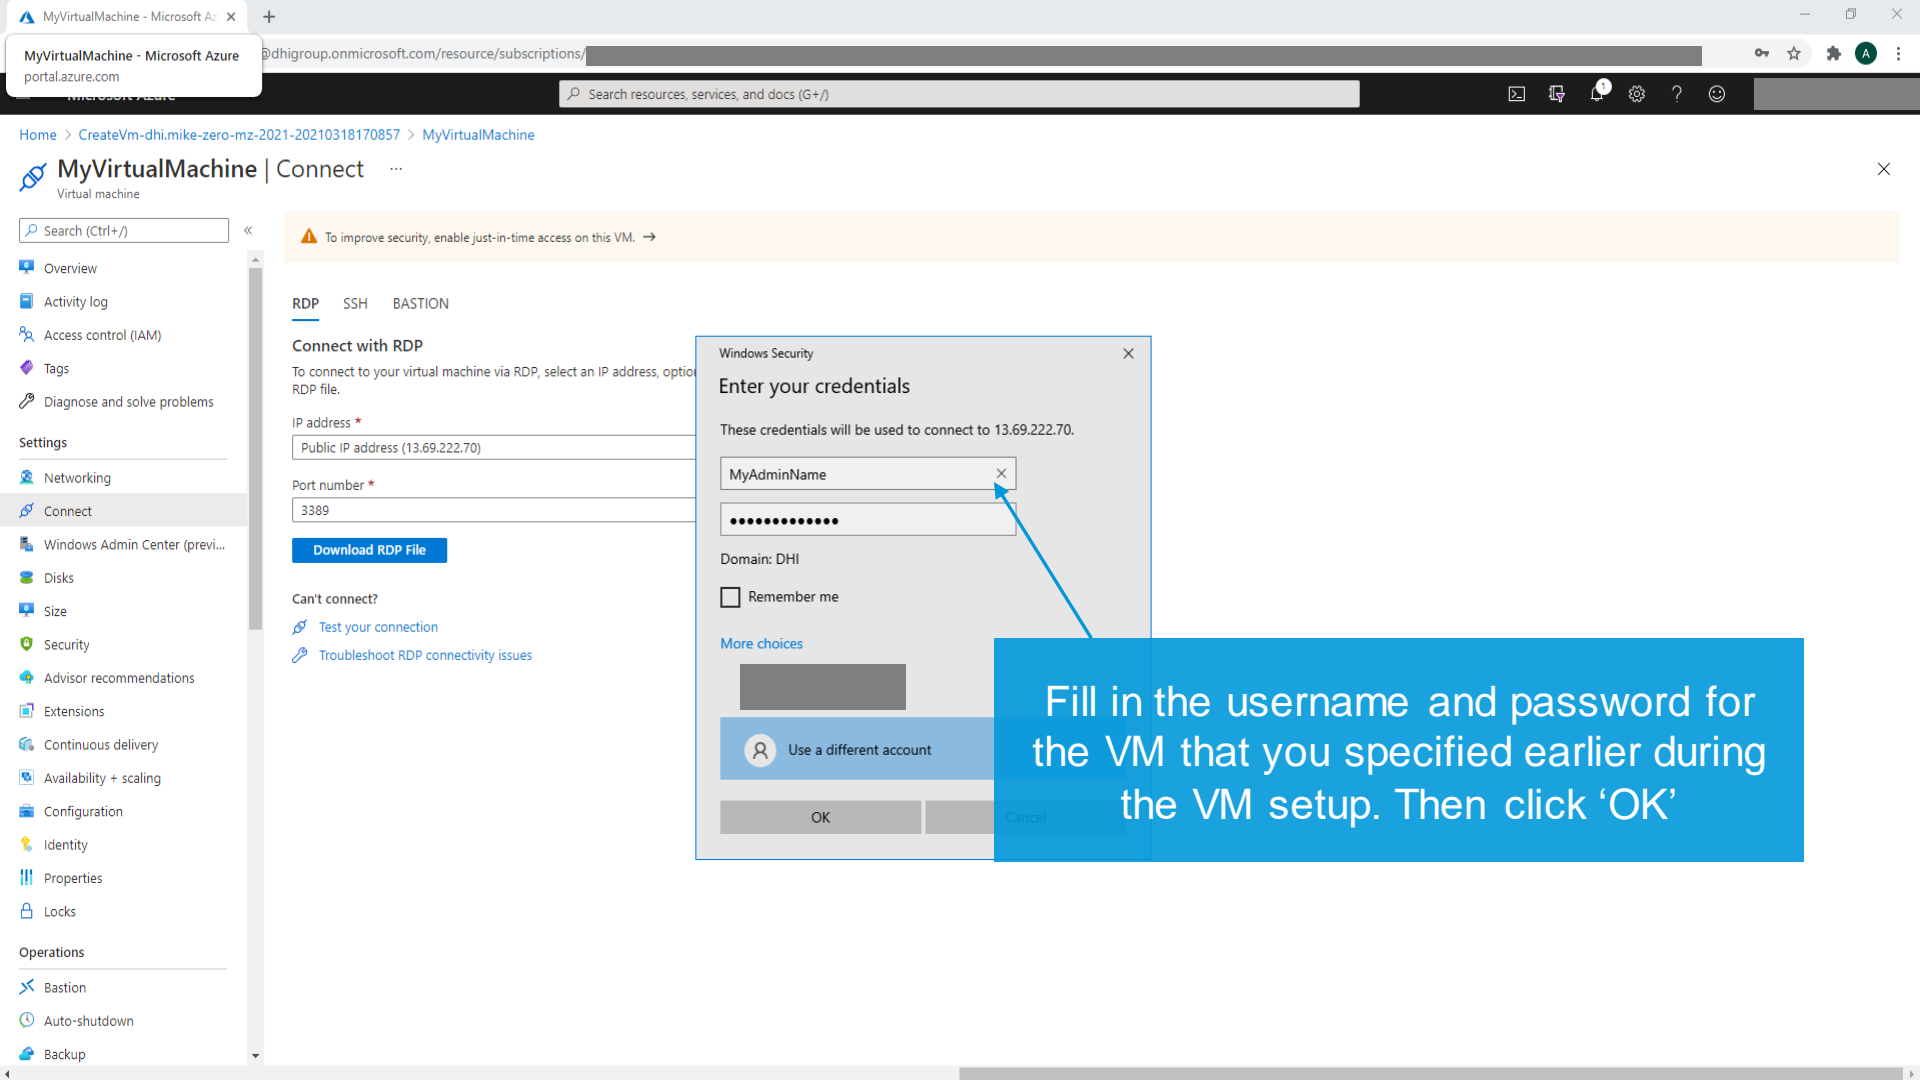 MyVirtualMachine - Microsoft Az
MyVirtualMachine - Microsoft Azure
portal.azure.com
@dhigroup.onmicrosoft.com/resource/subscriptions/
A
Microsoft Azure
Search resources, services, and docs (G+/)
1
Home > CreateVm-dhi.mike-zero-mz-2021-20210318170857 > MyVirtualMachine
MyVirtualMachine | Connect ...
Virtual machine
Search (Ctrl+/)
«
To improve security, enable just-in-time access on this VM. →
Overview
Activity log
Access control (IAM)
Tags
Diagnose and solve problems
Settings
Networking
Connect
Windows Admin Center (previ...
Disks
Size
Security
Advisor recommendations
Extensions
Continuous delivery
Availability + scaling
Configuration
Identity
Properties
Locks
Operations
Bastion
Auto-shutdown
Backup
RDP SSH BASTION
Connect with RDP
To connect to your virtual machine via RDP, select an IP address, optio
RDP file.
IP address *
Public IP address (13.69.222.70)
Port number *
3389
Download RDP File
Can't connect?
Test your connection
Troubleshoot RDP connectivity issues
Windows Security
Enter your credentials
These credentials will be used to connect to 13.69.222.70.
MyAdminName
•••••••••••••
Domain: DHI
Remember me
More choices
Use a different account
OK
Cancel
Fill in the username and password for
the VM that you specified earlier during
the VM setup. Then click ‘OK’